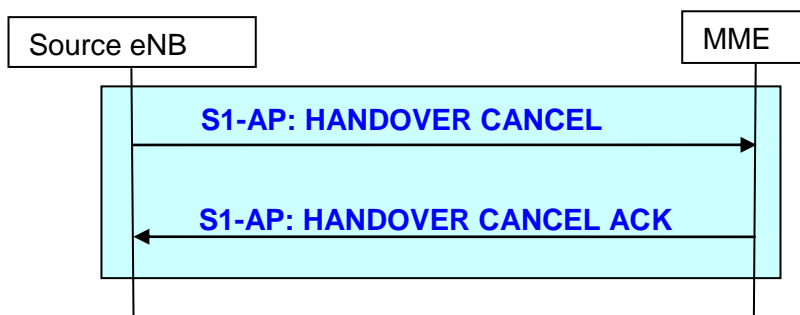 Source eNB
MME
S1-AP: HANDOVER CANCEL
S1-AP: HANDOVER CANCEL ACK